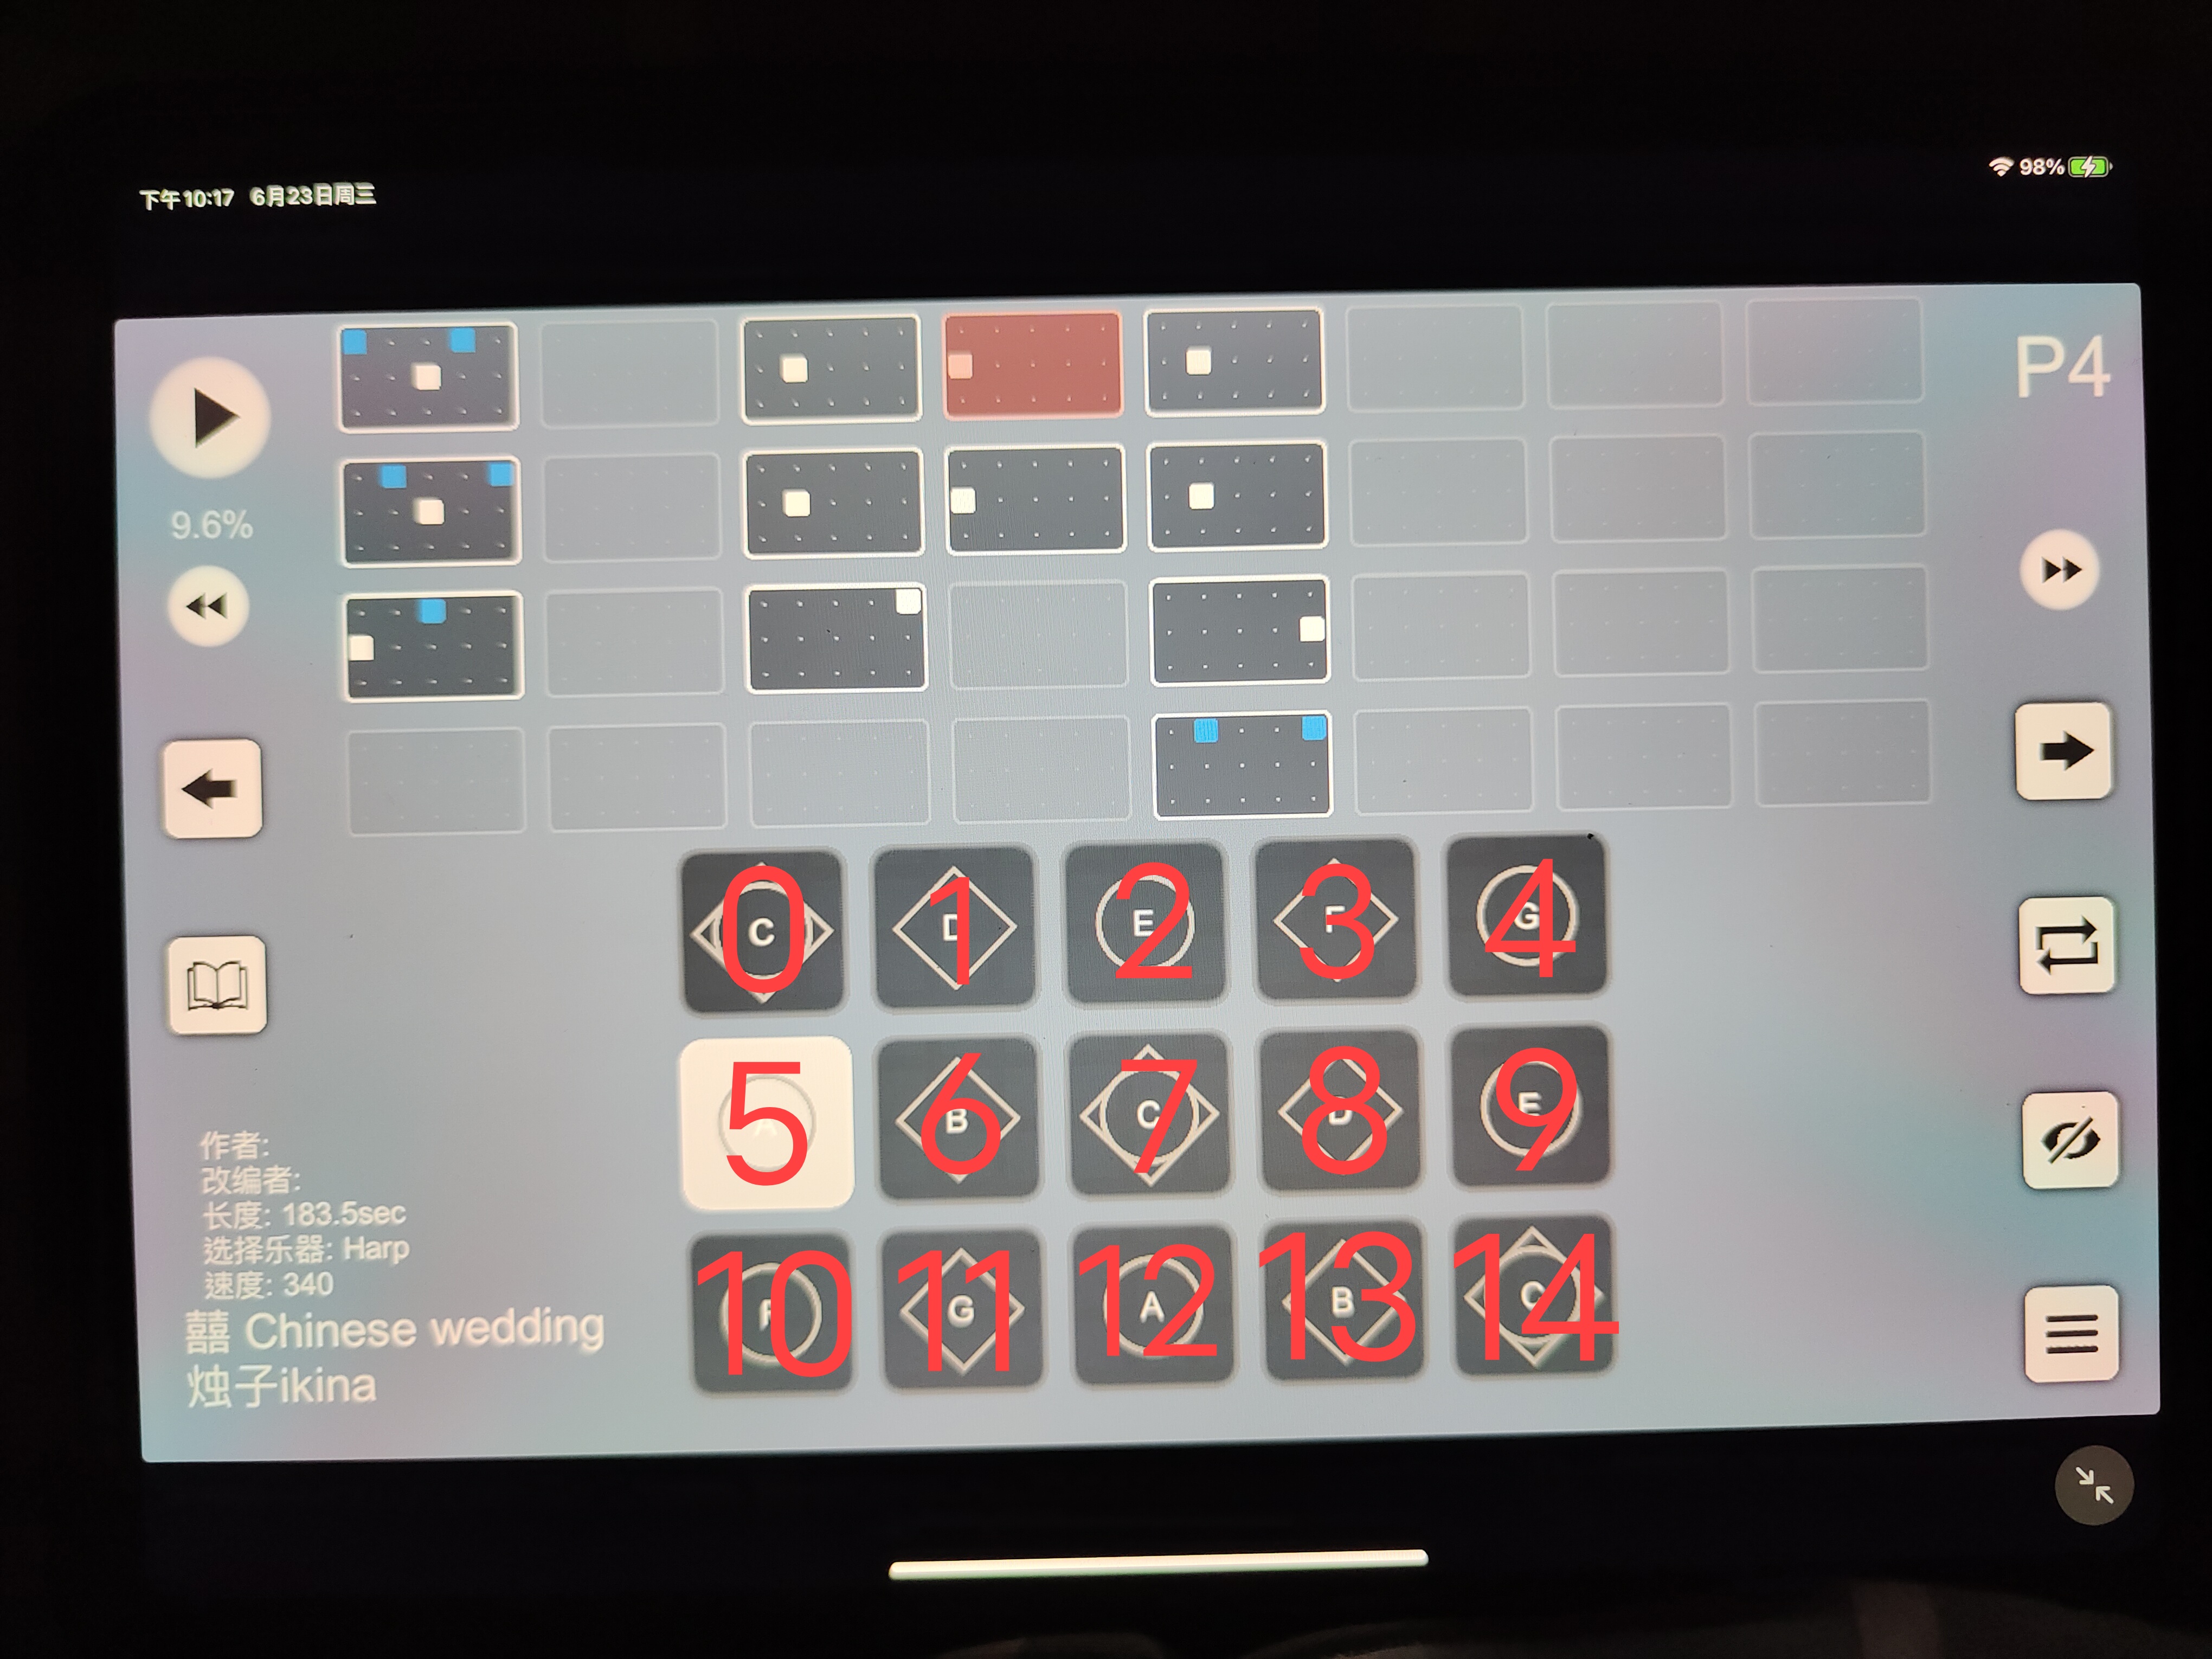 下午10:17 6月23日周三
98%
P4
9.6%
C 0
D 1
E 2
F 3
G 4
5
B 6
C 7
D 8
E 9
F 10
G 11
A 12
B 13
C 14
作者:
改编者:
长度: 183.5sec
选择乐器: Harp
速度: 340
囍 Chinese wedding
烛子ikina